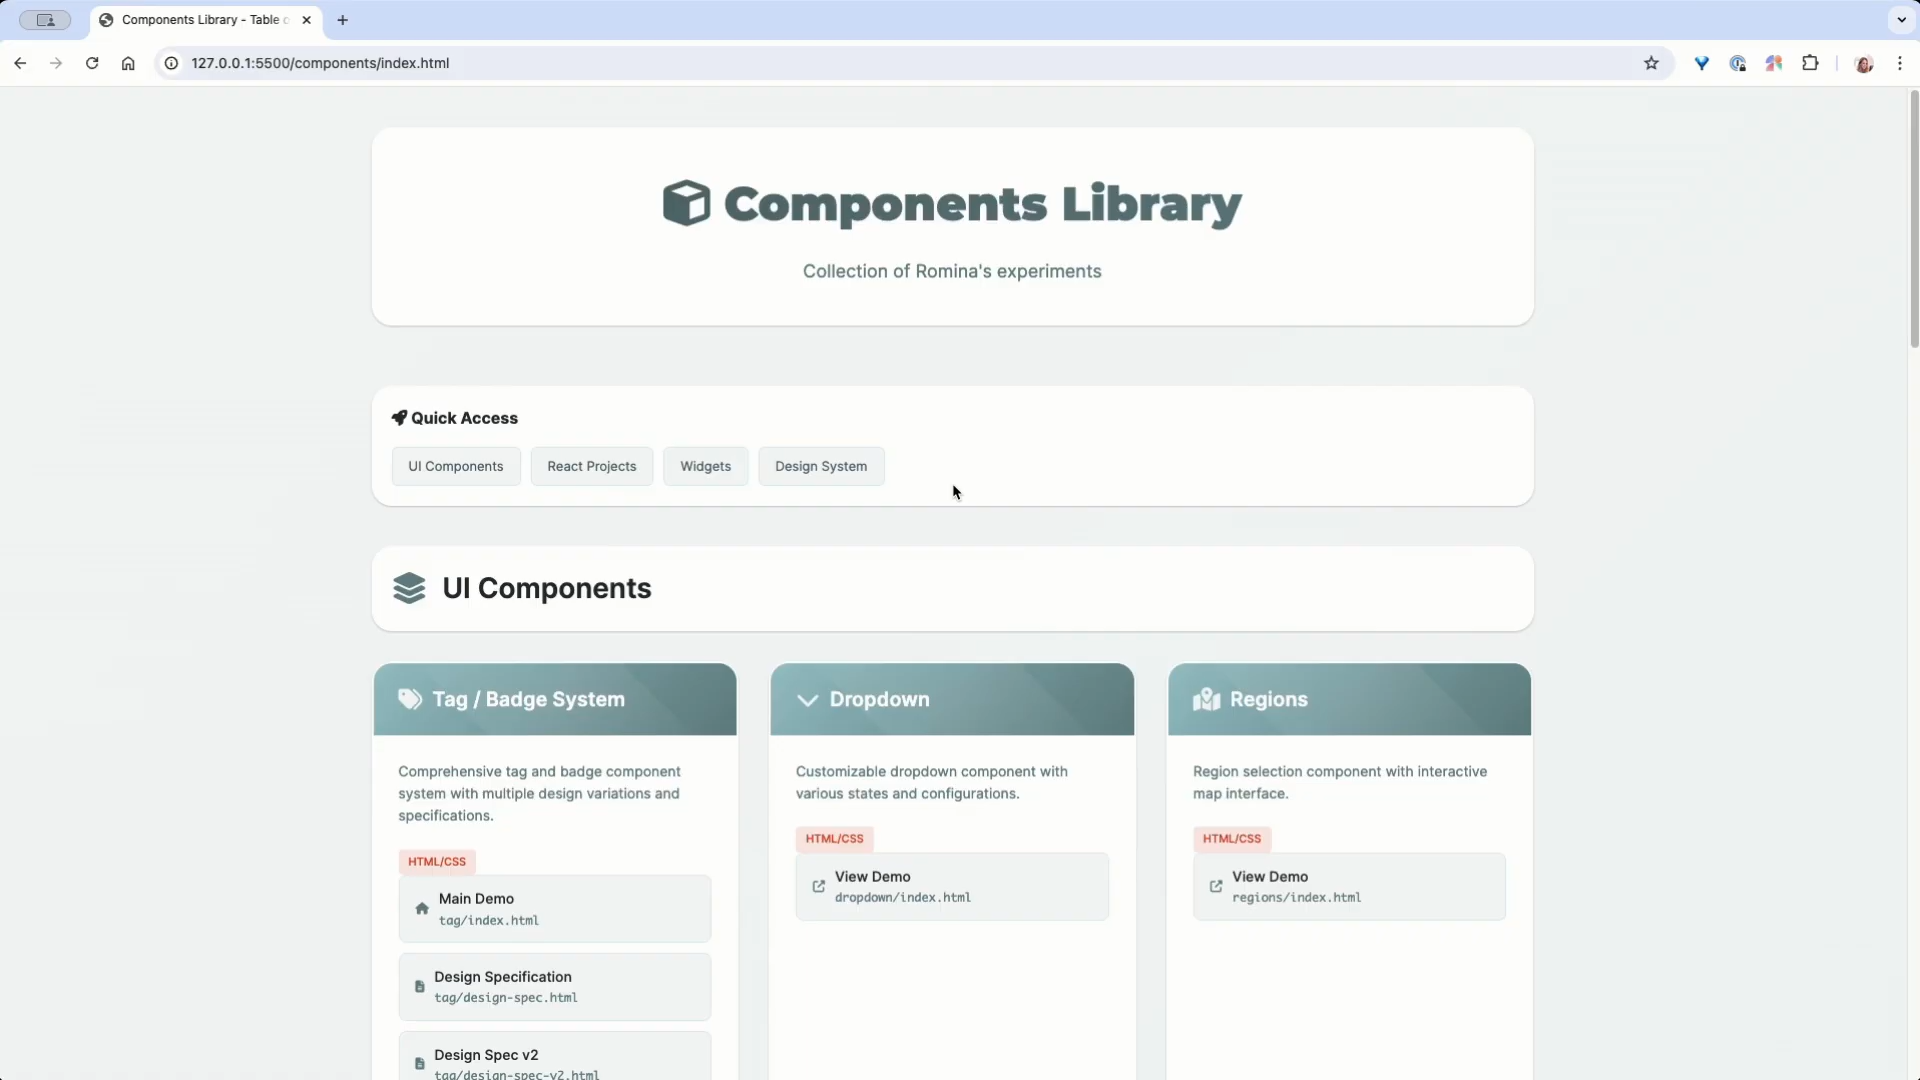 Components Library - Table
127.0.0.1:5500/components/index.html
Components Library
Collection of Romina's experiments
Quick Access
UI Components
React Projects
Widgets
Design System
UI Components
Tag / Badge System
Comprehensive tag and badge component
system with multiple design variations and
specifications.
HTML/CSS
Main Demo
tag/index.html
Design Specification
tag/design-spec.html
Design Spec v2
tag/design-spec-v2.html
Dropdown
Customizable dropdown component with
various states and configurations.
HTML/CSS
View Demo
dropdown/index.html
Regions
Region selection component with interactive
map interface.
HTML/CSS
View Demo
regions/index.html